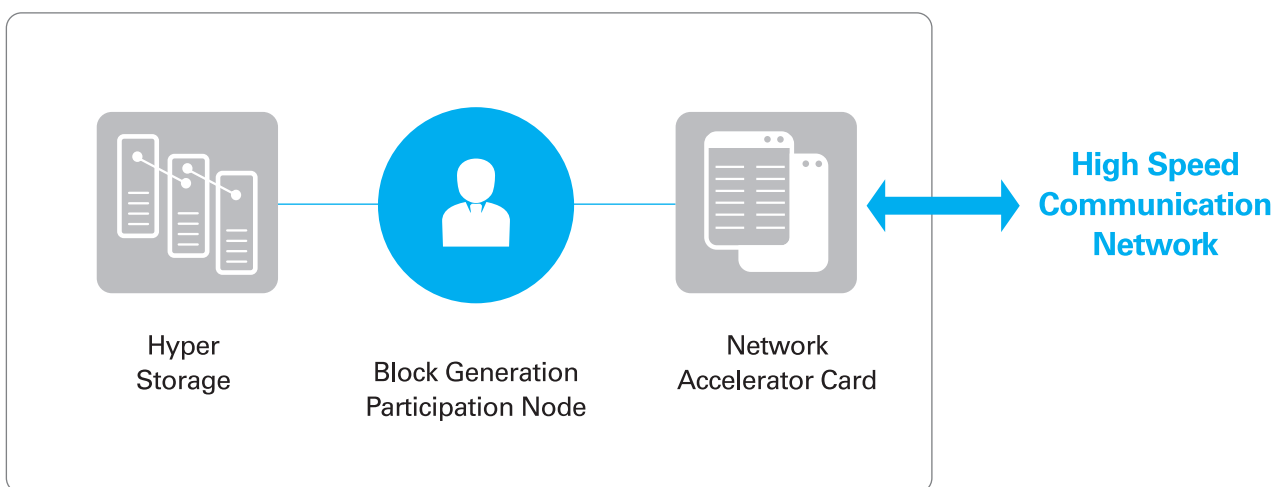 Hyper
Storage
Block Generation
Participation Node
Network
Accelerator Card
High Speed
Communication
Network